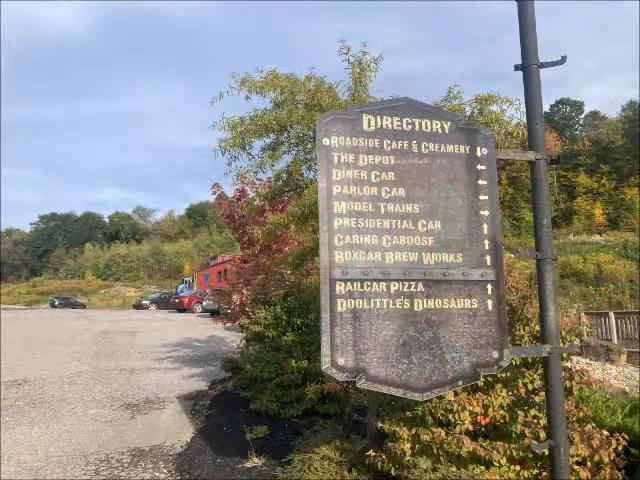 DIRECTORY
ROADSIDE CAFE & CREAMERY
THE DEPOT
DINER CAR
PARLOR CAR
MODEL TRAINS
PRESIDENTIAL CAR
CARING CABOOSE
BOXCAR BREW WORKS
RAILCAR PIZZA
DOOLITTLE'S DINOSAURS